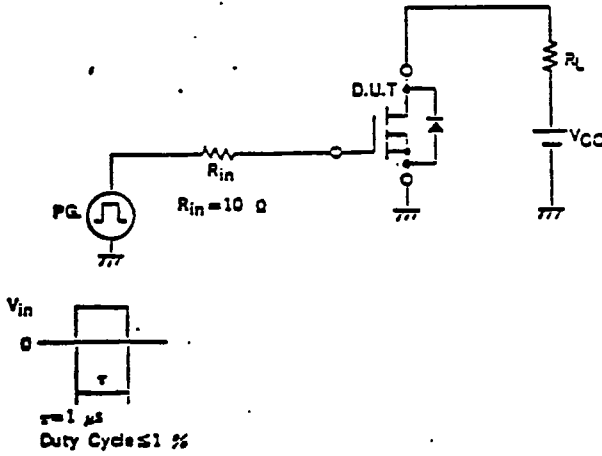 D.U.T
RL
VCC
Rin
Rin=10 Ω
PG.
Vin
0
τ
τ=1 μs
Duty Cycle≤1 %